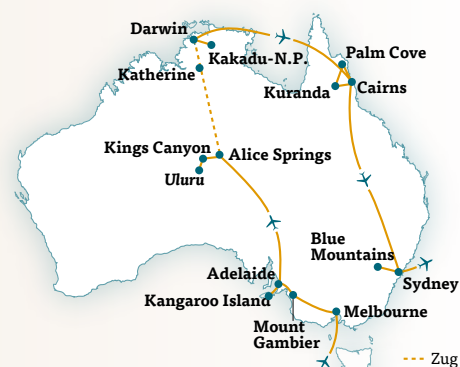 Darwin
Kakadu-N.P.
Katherine
Palm Cove
Kuranda
Cairns
Kings Canyon
Alice Springs
Uluru
Blue
Mountains
Sydney
Adelaide
Kangaroo Island
Mount
Gambier
Melbourne
Zug